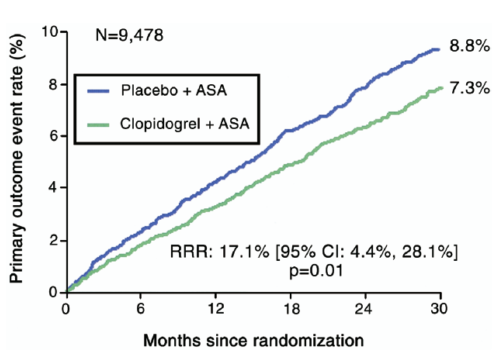 10
N=9,478
8.8%
8
Placebo + ASA
7.3%
Clopidogrel + ASA
6
4
2
RRR: 17.1% [95% CI: 4.4%, 28.1%]
p=0.01
0
0
6
12
18
24
30
Months since randomization
Primary outcome event rate (%)